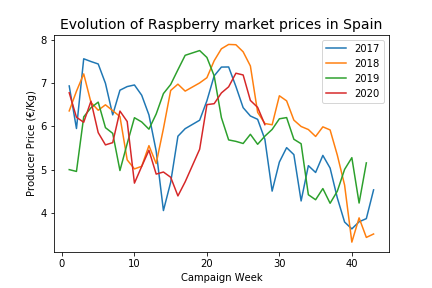 Evolution of Raspberry market prices in Spain
8
7
6
5
4
Producer Price (€/Kg)
2017
2018
2019
2020
0 10 20 30 40
Campaign Week